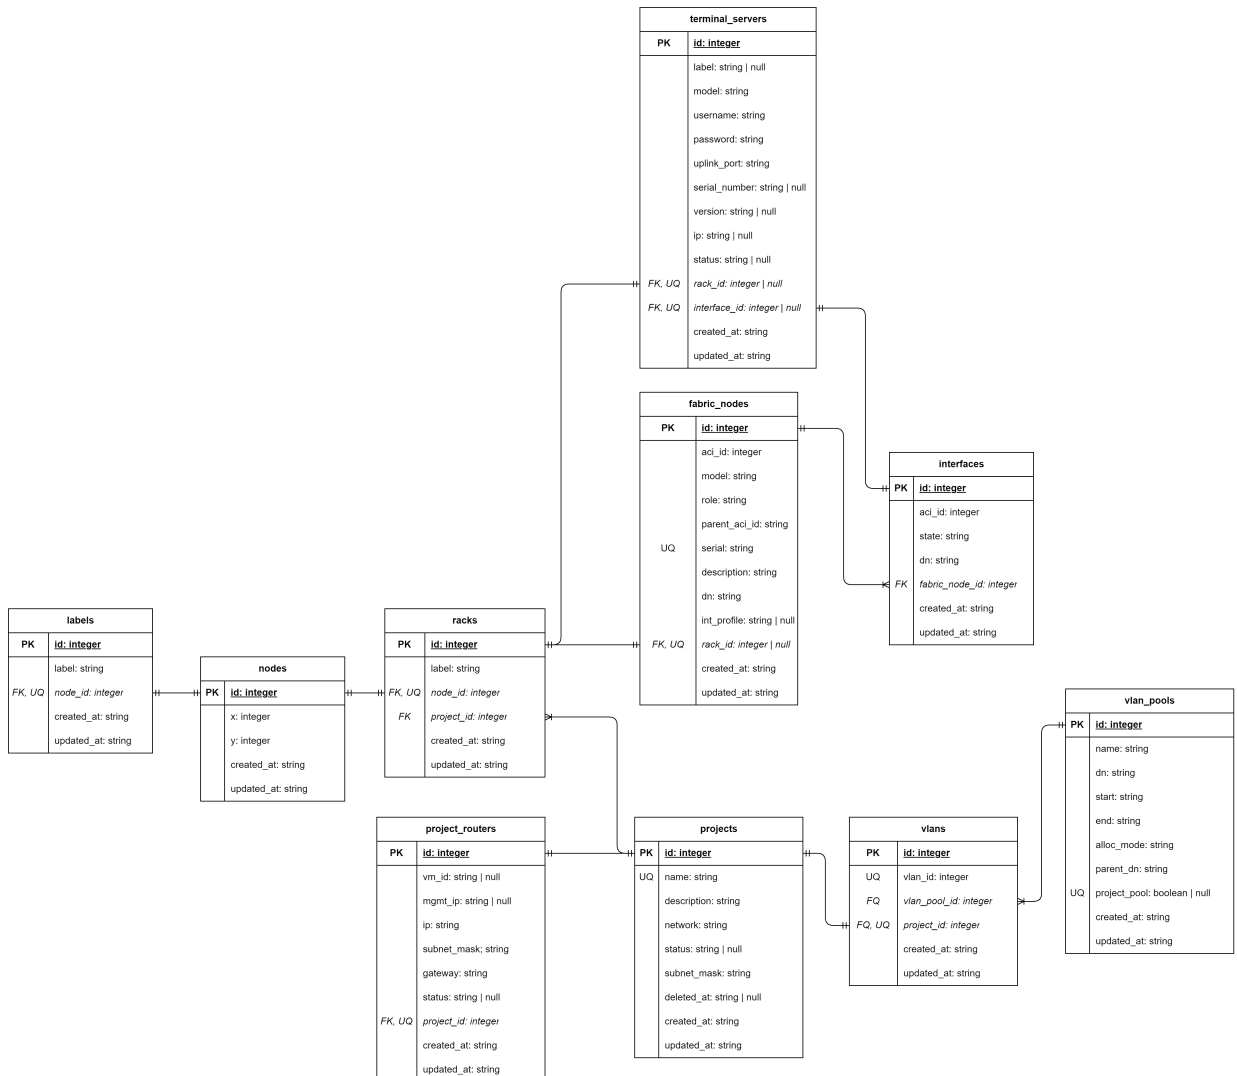 terminal_servers
PK id: integer
label: string | null
model: string
username: string
password: string
uplink_port: string
serial_number: string | null
version: string | null
ip: string | null
status: string | null
FK, UQ rack_id: integer | null
FK, UQ interface_id: integer | null
created_at: string
updated_at: string
fabric_nodes
PK id: integer
aci_id: integer
model: string
role: string
parent_aci_id: string
UQ serial: string
description: string
dn: string
int_profile: string | null
FK, UQ rack_id: integer | null
created_at: string
updated_at: string
interfaces
PK id: integer
aci_id: integer
state: string
dn: string
FK fabric_node_id: integer
created_at: string
updated_at: string
labels
PK id: integer
label: string
FK, UQ node_id: integer
created_at: string
updated_at: string
nodes
PK id: integer
x: integer
y: integer
created_at: string
updated_at: string
racks
PK id: integer
label: string
FK, UQ node_id: integer
FK project_id: integer
created_at: string
updated_at: string
vlan_pools
PK id: integer
name: string
dn: string
start: string
end: string
alloc_mode: string
parent_dn: string
UQ project_pool: boolean | null
created_at: string
updated_at: string
project_routers
PK id: integer
vm_id: string | null
mgmt_ip: string | null
ip: string
subnet_mask; string
gateway: string
status: string | null
FK, UQ project_id: integer
created_at: string
updated_at: string
projects
PK id: integer
UQ name: string
description: string
network: string
status: string | null
subnet_mask: string
deleted_at: string | null
created_at: string
updated_at: string
vlans
PK id: integer
UQ vlan_id: integer
FQ vlan_pool_id: integer
FQ, UQ project_id: integer
created_at: string
updated_at: string